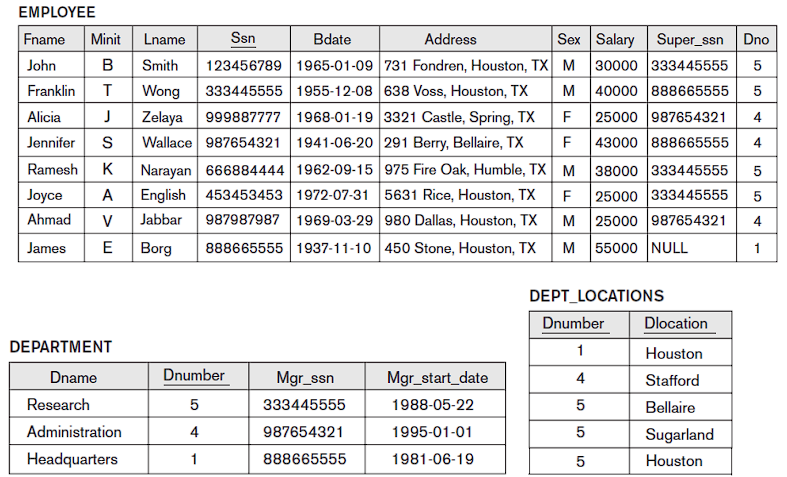 EMPLOYEE
Fname Minit Lname Ssn Bdate Address Sex Salary Super_ssn Dno
John B Smith 123456789 1965-01-09 731 Fondren, Houston, TX M 30000 333445555 5
Franklin T Wong 333445555 1955-12-08 638 Voss, Houston, TX M 40000 888665555 5
Alicia J Zelaya 999887777 1968-01-19 3321 Castle, Spring, TX F 25000 987654321 4
Jennifer S Wallace 987654321 1941-06-20 291 Berry, Bellaire, TX F 43000 888665555 4
Ramesh K Narayan 666884444 1962-09-15 975 Fire Oak, Humble, TX M 38000 333445555 5
Joyce A English 453453453 1972-07-31 5631 Rice, Houston, TX F 25000 333445555 5
Ahmad V Jabbar 987987987 1969-03-29 980 Dallas, Houston, TX M 25000 987654321 4
James E Borg 888665555 1937-11-10 450 Stone, Houston, TX M 55000 NULL 1
DEPARTMENT
Dname Dnumber Mgr_ssn Mgr_start_date
Research 5 333445555 1988-05-22
Administration 4 987654321 1995-01-01
Headquarters 1 888665555 1981-06-19
DEPT_LOCATIONS
Dnumber Dlocation
1 Houston
4 Stafford
5 Bellaire
5 Sugarland
5 Houston